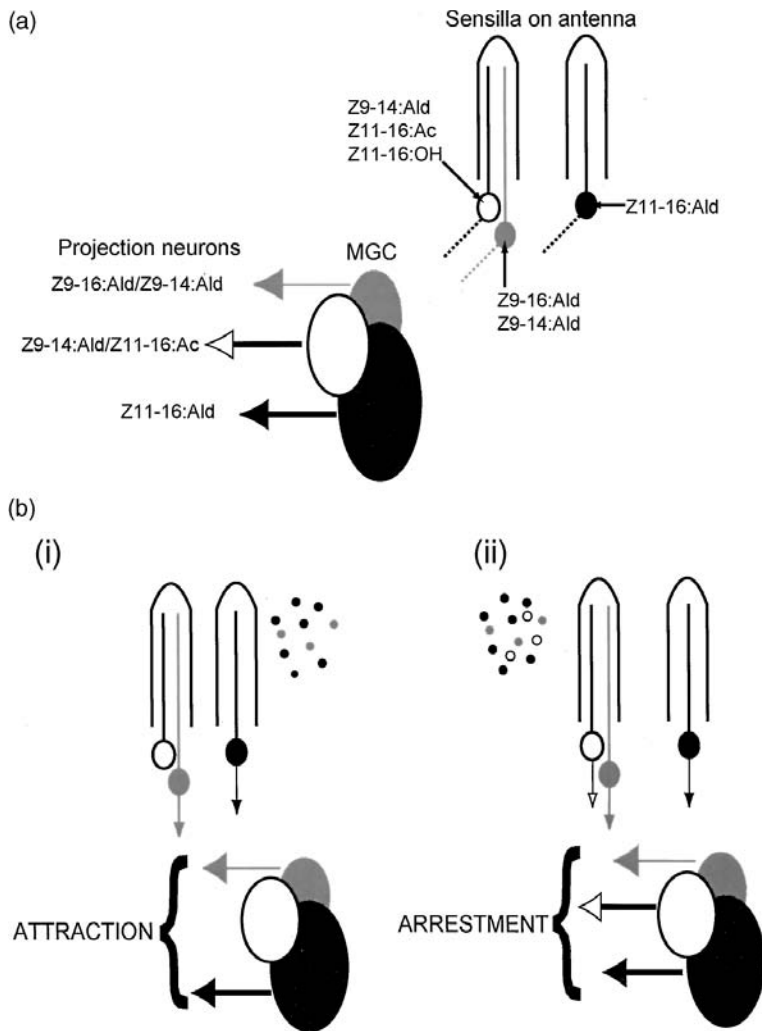 (a)
Sensilla on antenna
Z9-14:Ald
Z11-16:Ac
Z11-16:OH
Z11-16:Ald
Projection neurons
MGC
Z9-16:Ald/Z9-14:Ald
Z9-16:Ald
Z9-14:Ald
Z9-14:Ald/Z11-16:Ac
Z11-16:Ald
(b)
(i)
(ii)
ATTRACTION
ARRESTMENT